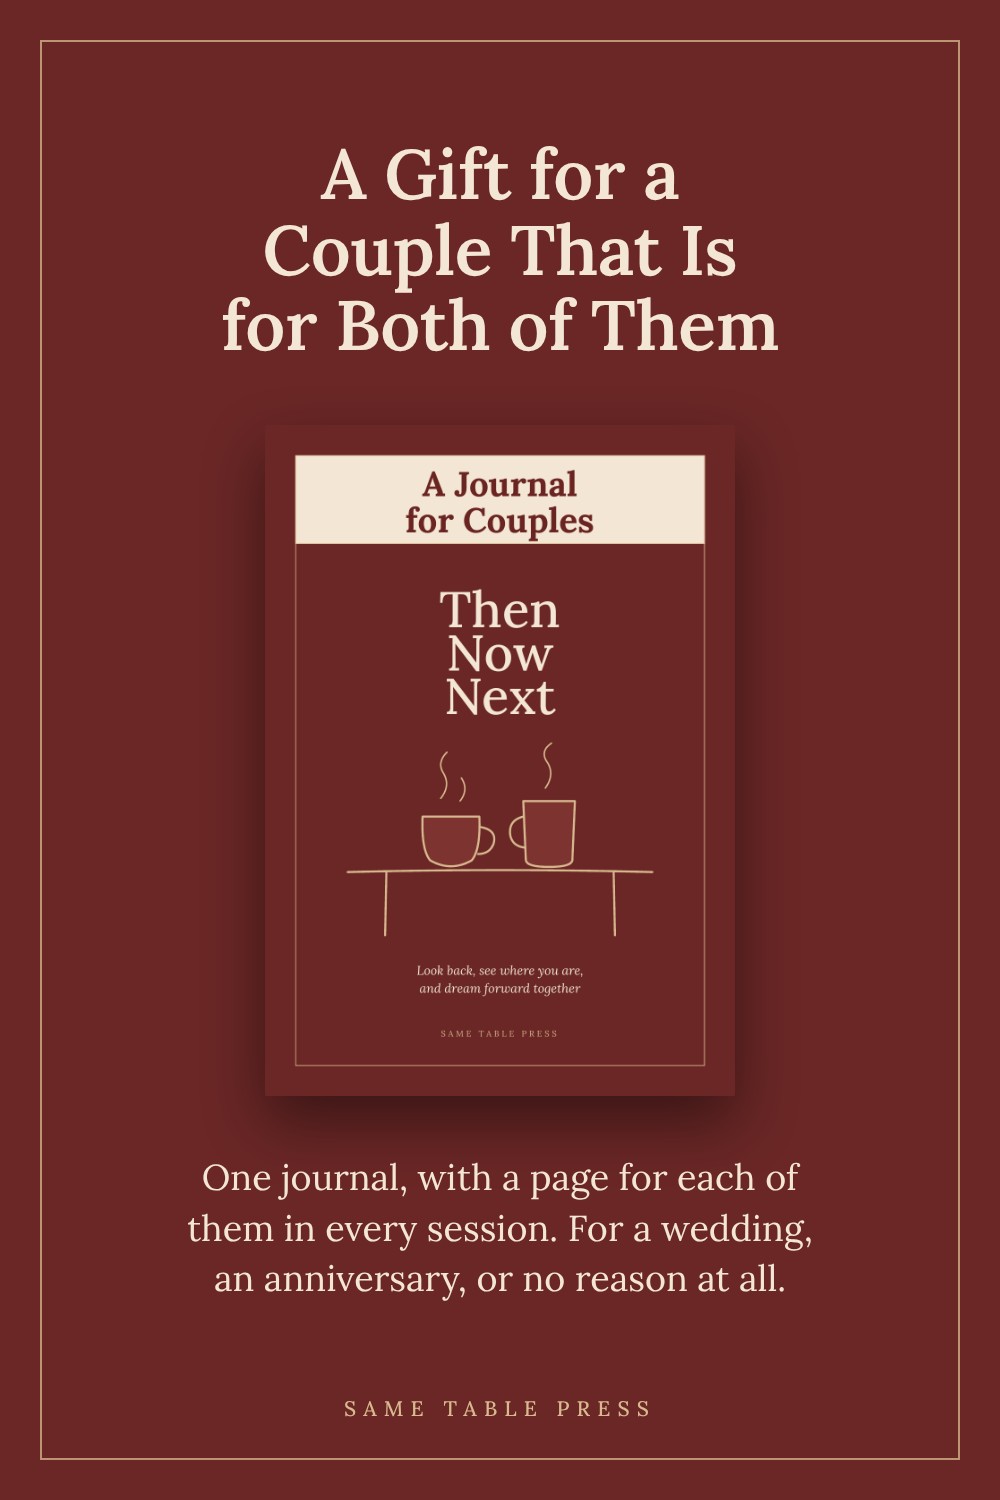 A Gift for a
Couple That Is
for Both of Them
A Journal
for Couples
Then
Now
Next
Look back, see where you are,
and dream forward together
SAME TABLE PRESS
One journal, with a page for each of
them in every session. For a wedding,
an anniversary, or no reason at all.
SAME TABLE PRESS